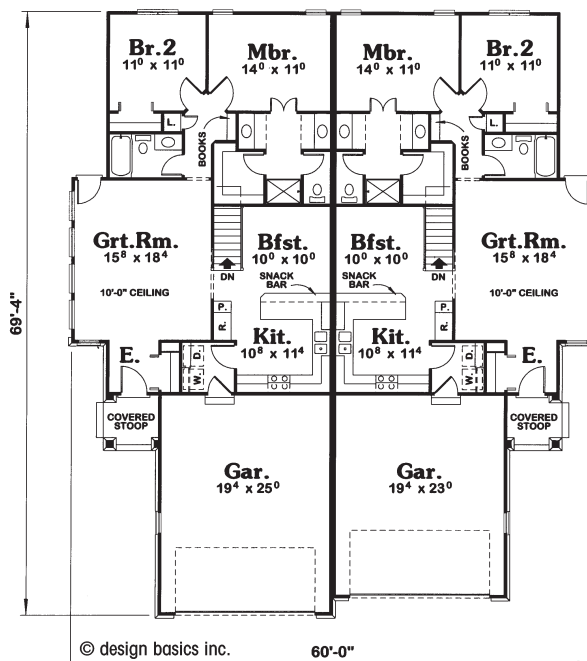 Br.2
11⁰ x 11⁰
Mbr.
14⁰ x 11⁰
Mbr.
14⁰ x 11⁰
Br.2
11⁰ x 11⁰
L.
BOOKS
BOOKS
L.
Grt.Rm.
15⁸ x 18⁴
10'-0" CEILING
Bfst.
10⁰ x 10⁰
Bfst.
10⁰ x 10⁰
Grt.Rm.
15⁸ x 18⁴
10'-0" CEILING
DN
SNACK
BAR
SNACK
BAR
DN
P.
R.
P.
R.
Kit.
10⁸ x 11⁴
Kit.
10⁸ x 11⁴
E.
D.
W.
D.
W.
E.
COVERED
STOOP
COVERED
STOOP
Gar.
19⁴ x 25⁰
Gar.
19⁴ x 23⁰
69'-4"
© design basics inc.
60'-0"